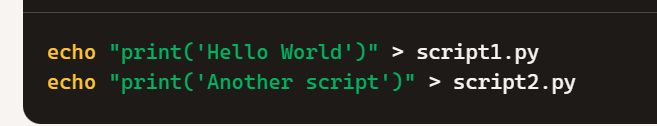 echo "print('Hello World')" > script1.py
echo "print('Another script')" > script2.py